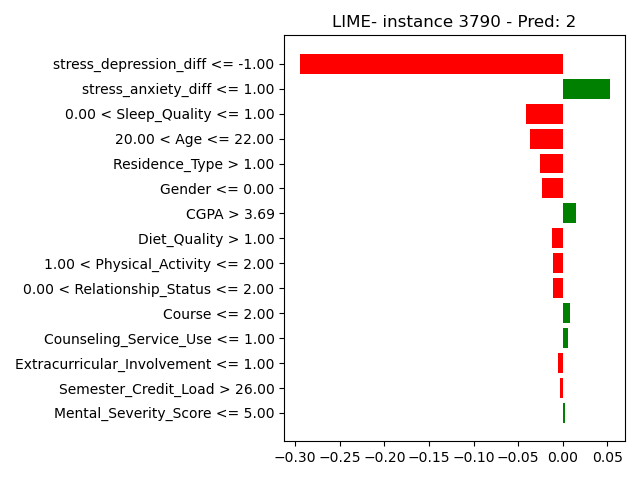 LIME- instance 3790 - Pred: 2
stress_depression_diff <= -1.00
stress_anxiety_diff <= 1.00
0.00 < Sleep_Quality <= 1.00
20.00 < Age <= 22.00
Residence_Type > 1.00
Gender <= 0.00
CGPA > 3.69
Diet_Quality > 1.00
1.00 < Physical_Activity <= 2.00
0.00 < Relationship_Status <= 2.00
Course <= 2.00
Counseling_Service_Use <= 1.00
Extracurricular_Involvement <= 1.00
Semester_Credit_Load > 26.00
Mental_Severity_Score <= 5.00
−0.30 −0.25 −0.20 −0.15 −0.10 −0.05 0.00 0.05